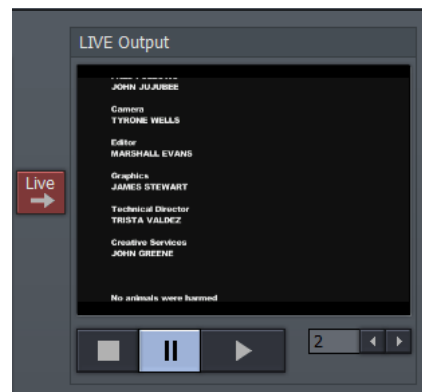 LIVE Output
JOHN JUJUBEE
Camera
TYRONE WELLS
Editor
MARSHALL EVANS
Graphics
JAMES STEWART
Technical Director
TRISTA VALDEZ
Creative Services
JOHN GREENE
No animals were harmed
Live
2